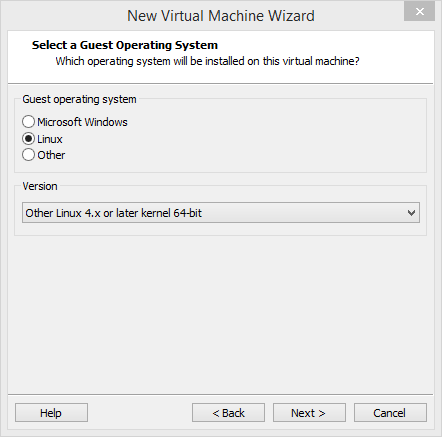 New Virtual Machine Wizard
Select a Guest Operating System
Which operating system will be installed on this virtual machine?
Guest operating system
Microsoft Windows
Linux
Other
Version
Other Linux 4.x or later kernel 64-bit
Help
< Back
Next >
Cancel